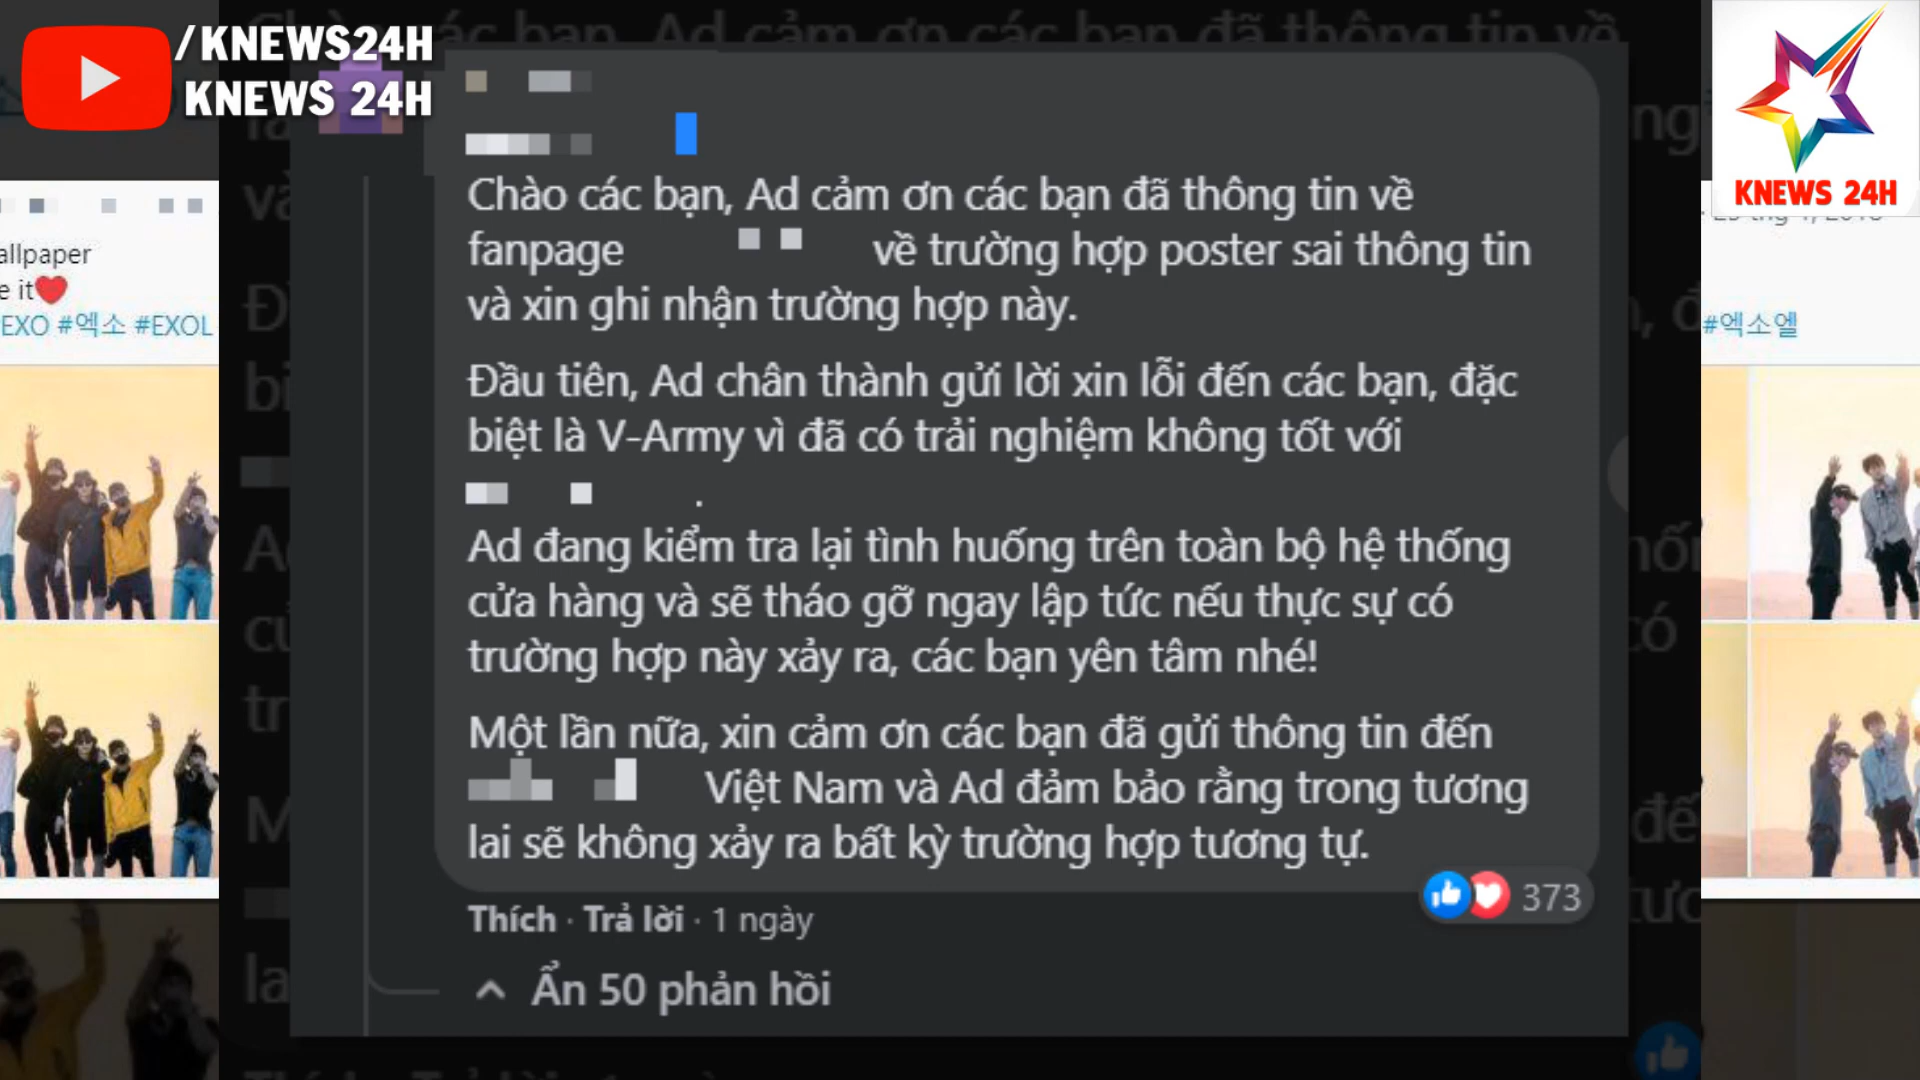 /KNEWS24H
KNEWS 24H
KNEWS 24H
allpaper
e it
EXO #엑소 #EXOL
#엑소엘
Chào các bạn, Ad cảm ơn các bạn đã thông tin về
fanpage về trường hợp poster sai thông tin
và xin ghi nhận trường hợp này.
Đầu tiên, Ad chân thành gửi lời xin lỗi đến các bạn, đặc
biệt là V-Army vì đã có trải nghiệm không tốt với
.
Ad đang kiểm tra lại tình huống trên toàn bộ hệ thống
cửa hàng và sẽ tháo gỡ ngay lập tức nếu thực sự có
trường hợp này xảy ra, các bạn yên tâm nhé!
Một lần nữa, xin cảm ơn các bạn đã gửi thông tin đến
Việt Nam và Ad đảm bảo rằng trong tương
lai sẽ không xảy ra bất kỳ trường hợp tương tự.
373
Thích · Trả lời · 1 ngày
Ẩn 50 phản hồi